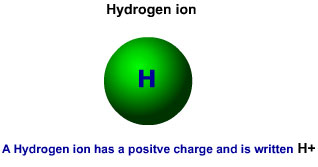 Hydrogen ion
H
A Hydrogen ion has a positve charge and is written H+